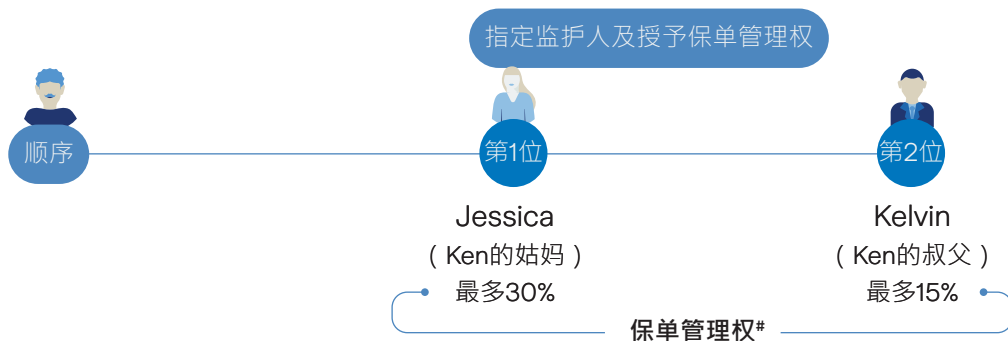 指定监护人及授予保单管理权
顺序
第1位
第2位
Jessica
Kelvin
（Ken的姑妈）
（Ken的叔父）
最多30%
最多15%
保单管理权#